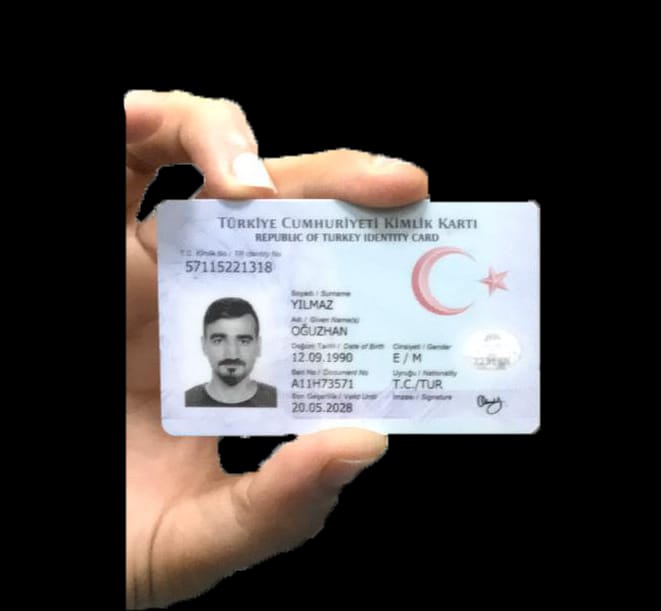 TÜRKİYE CUMHURİYETİ KİMLİK KARTI
REPUBLIC OF TURKEY IDENTITY CARD
T.C. Kimlik No / TR Identity No
57115221318
Soyadı / Surname
YILMAZ
Adı / Given Name(s)
OĞUZHAN
Doğum Tarihi / Date of Birth Cinsiyeti / Gender
12.09.1990 E / M
Seri No / Document No Uyruğu / Nationality
A11H73571 T.C./TUR
Son Geçerlilik / Valid Until İmzası / Signature
20.05.2028